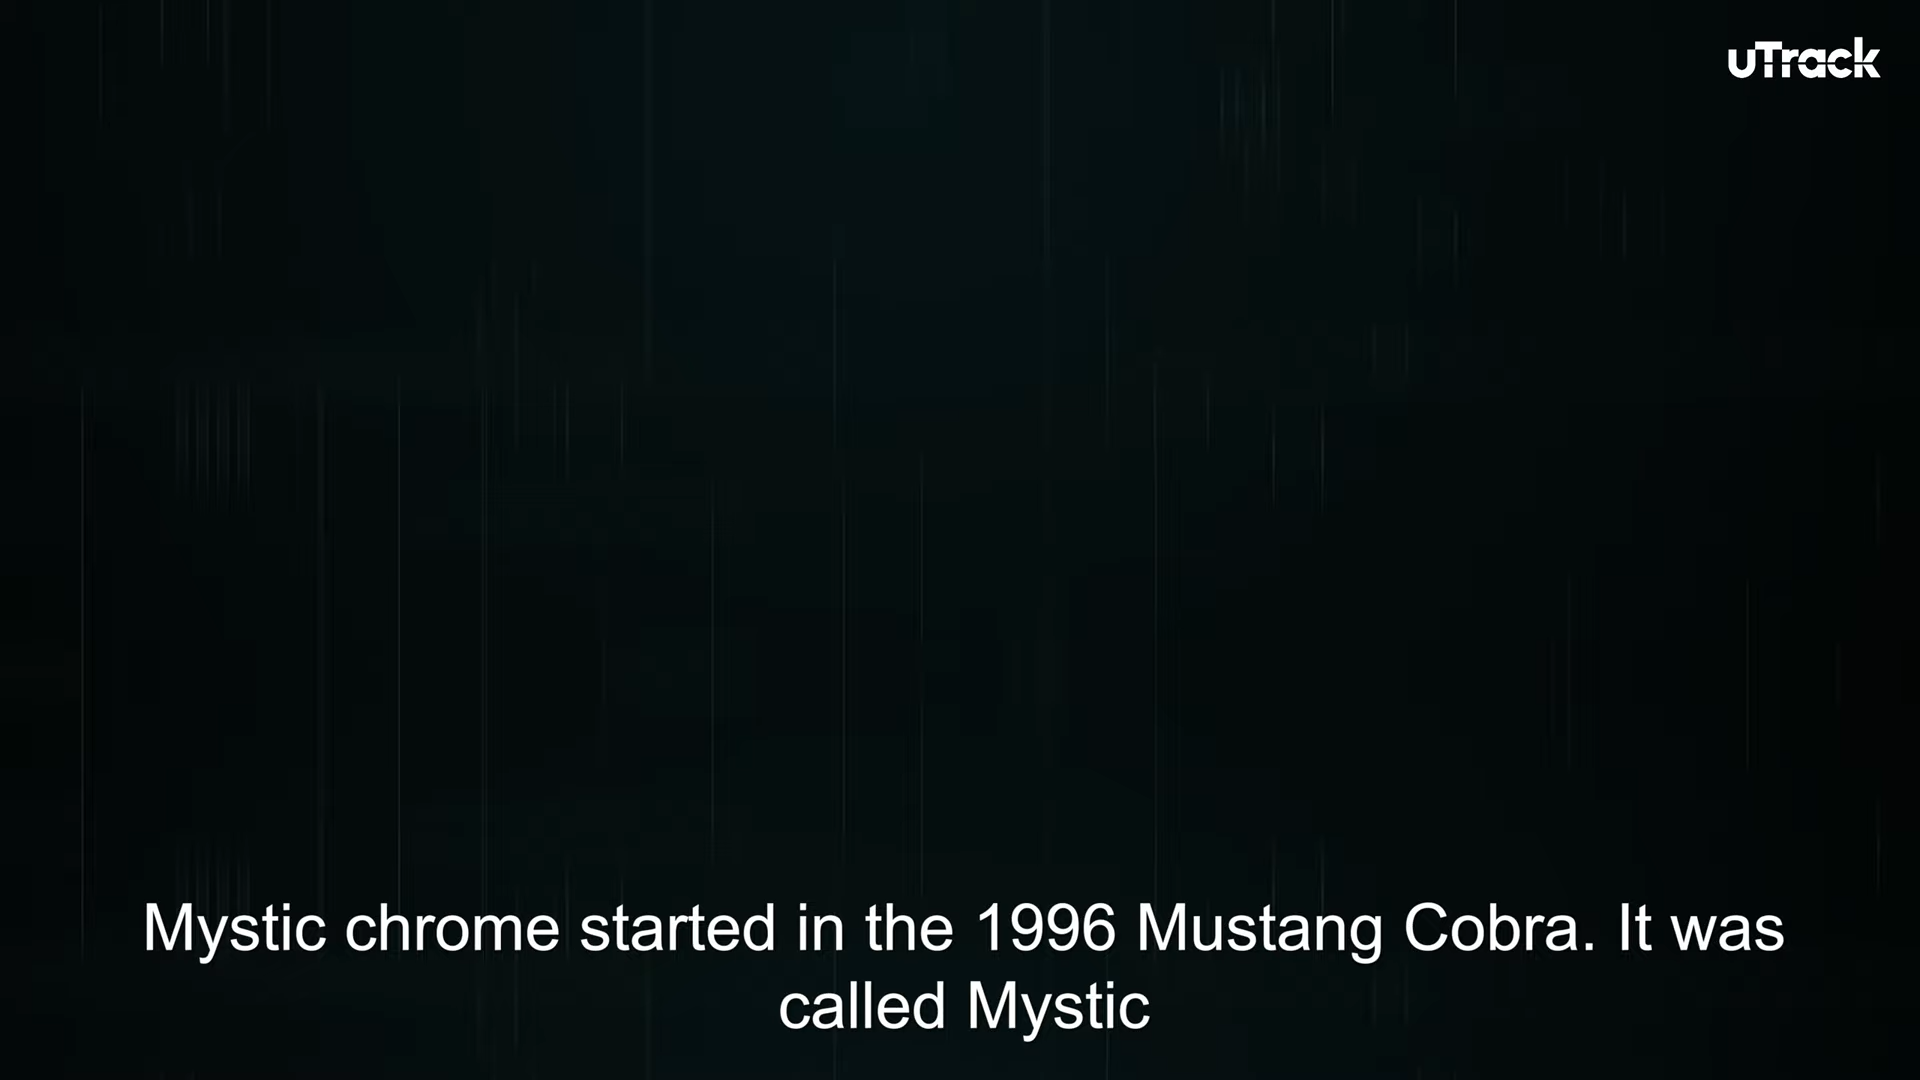 uTrack
Mystic chrome started in the 1996 Mustang Cobra. It was
called Mystic